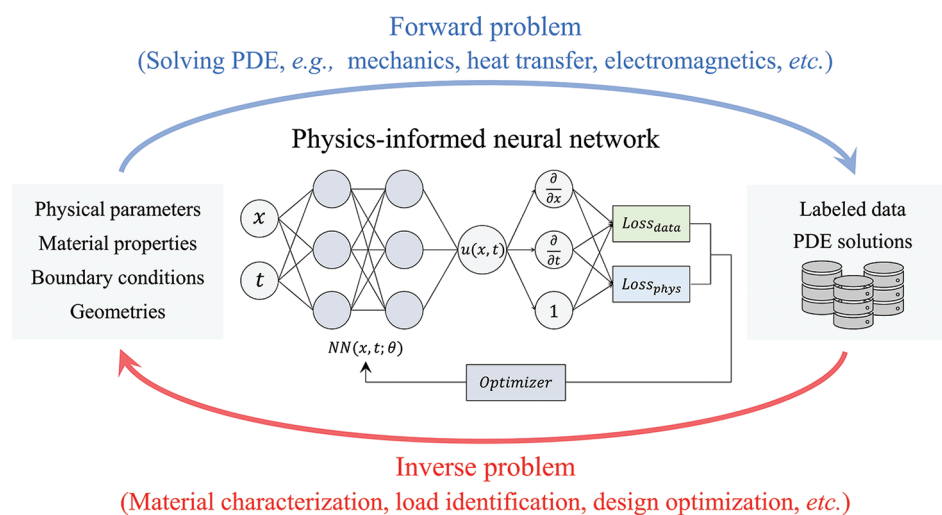 Forward problem
(Solving PDE, e.g., mechanics, heat transfer, electromagnetics, etc.)
Physics-informed neural network
Physical parameters
Material properties
Boundary conditions
Geometries
x
t
NN(x, t; θ)
u(x, t)
∂/∂x
∂/∂t
1
Loss_data
Loss_phys
Optimizer
Labeled data
PDE solutions
Inverse problem
(Material characterization, load identification, design optimization, etc.)